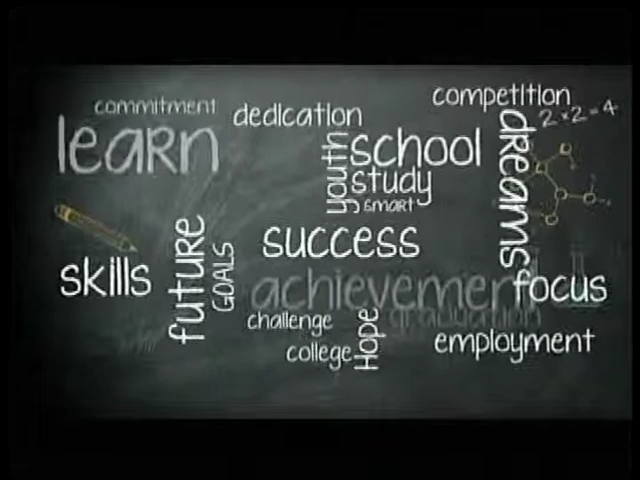 commitment
dedication
competition
2 x 2 = 4
learn
youth
school
dreams
study
smart
future
GOALS
success
skills
achievement
focus
graduation
challenge
Hope
college
employment